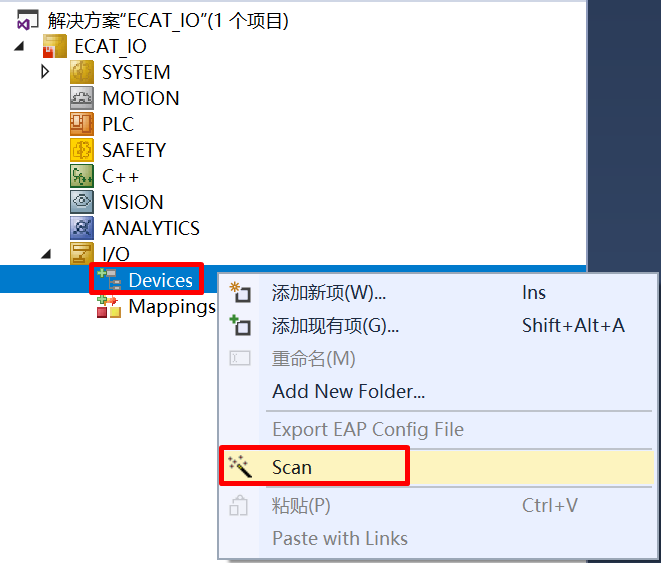 解决方案"ECAT_IO"(1 个项目)
ECAT_IO
SYSTEM
MOTION
PLC
SAFETY
C++
VISION
ANALYTICS
I/O
Devices
Mappings
添加新项(W)... Ins
添加现有项(G)... Shift+Alt+A
重命名(M)
Add New Folder...
Export EAP Config File
Scan
粘贴(P) Ctrl+V
Paste with Links